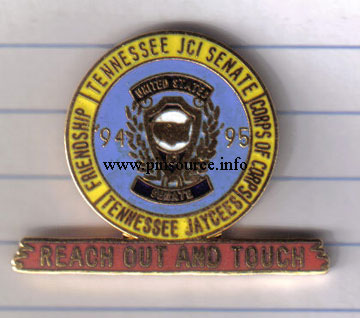 TENNESSEE JCI SENATE
CORPS OF CORPS
TENNESSEE JAYCEES
FRIENDSHIP
UNITED STATES
'94 95
www.pinsource.info
SENATE
REACH OUT AND TOUCH